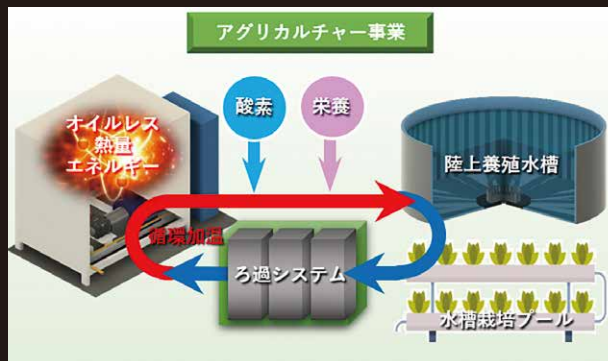 アグリカルチャー事業
酸素
栄養
オイルレス
熱量
エネルギー
陸上養殖水槽
循環加温
ろ過システム
水槽栽培プール